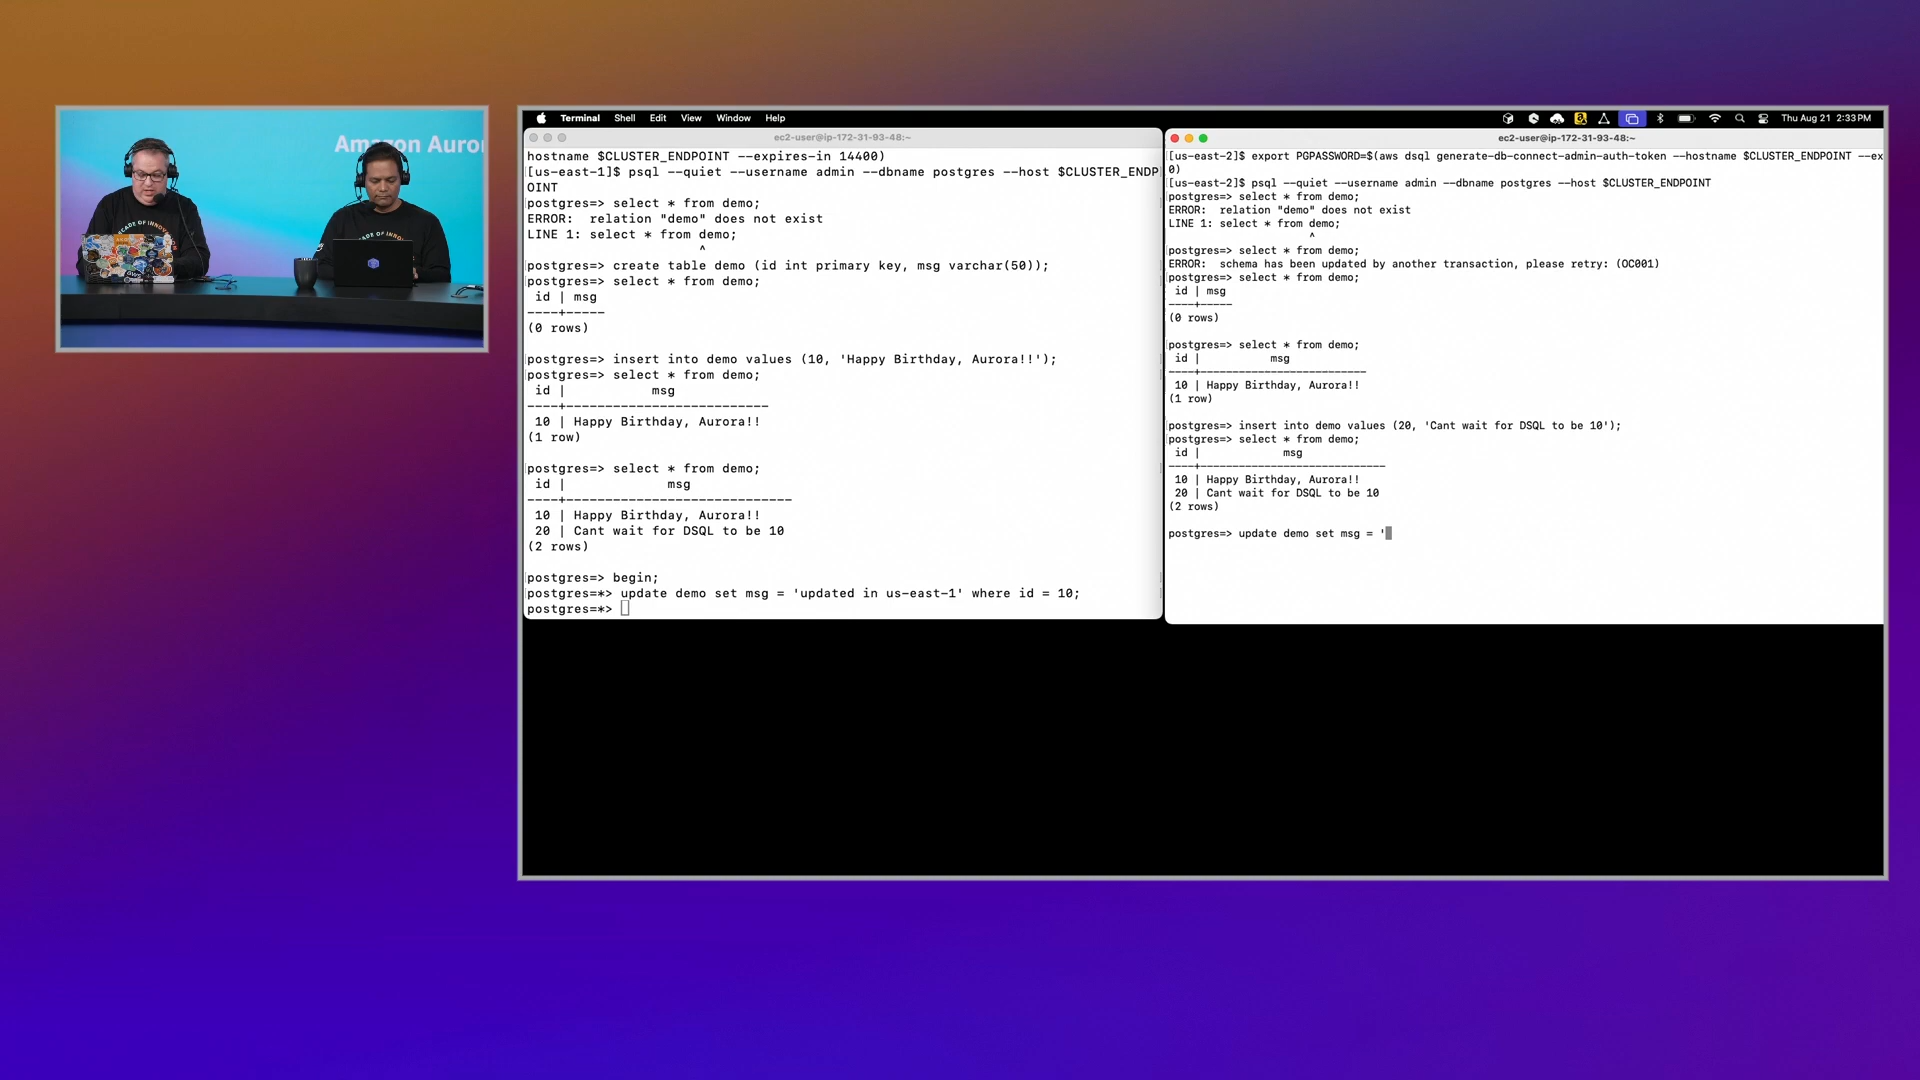 Amazon Auror
Terminal Shell Edit View Window Help
Thu Aug 21 2:33PM
ec2-user@ip-172-31-93-48:~
hostname $CLUSTER_ENDPOINT --expires-in 14400)
[us-east-1]$ psql --quiet --username admin --dbname postgres --host $CLUSTER_ENDP
OINT
postgres=> select * from demo;
ERROR:  relation "demo" does not exist
LINE 1: select * from demo;
^
postgres=> create table demo (id int primary key, msg varchar(50));
postgres=> select * from demo;
id | msg
----+-----
(0 rows)
postgres=> insert into demo values (10, 'Happy Birthday, Aurora!!');
postgres=> select * from demo;
id | msg
----+--------------------------
10 | Happy Birthday, Aurora!!
(1 row)
postgres=> select * from demo;
id | msg
----+-----------------------------
10 | Happy Birthday, Aurora!!
20 | Cant wait for DSQL to be 10
(2 rows)
postgres=> begin;
postgres=*> update demo set msg = 'updated in us-east-1' where id = 10;
postgres=*>
ec2-user@ip-172-31-93-48:~
[us-east-2]$ export PGPASSWORD=$(aws dsql generate-db-connect-admin-auth-token --hostname $CLUSTER_ENDPOINT --ex
0)
[us-east-2]$ psql --quiet --username admin --dbname postgres --host $CLUSTER_ENDPOINT
postgres=> select * from demo;
ERROR:  relation "demo" does not exist
LINE 1: select * from demo;
^
postgres=> select * from demo;
ERROR:  schema has been updated by another transaction, please retry: (OC001)
postgres=> select * from demo;
id | msg
----+-----
(0 rows)
postgres=> select * from demo;
id | msg
----+--------------------------
10 | Happy Birthday, Aurora!!
(1 row)
postgres=> insert into demo values (20, 'Cant wait for DSQL to be 10');
postgres=> select * from demo;
id | msg
----+-----------------------------
10 | Happy Birthday, Aurora!!
20 | Cant wait for DSQL to be 10
(2 rows)
postgres=> update demo set msg = '